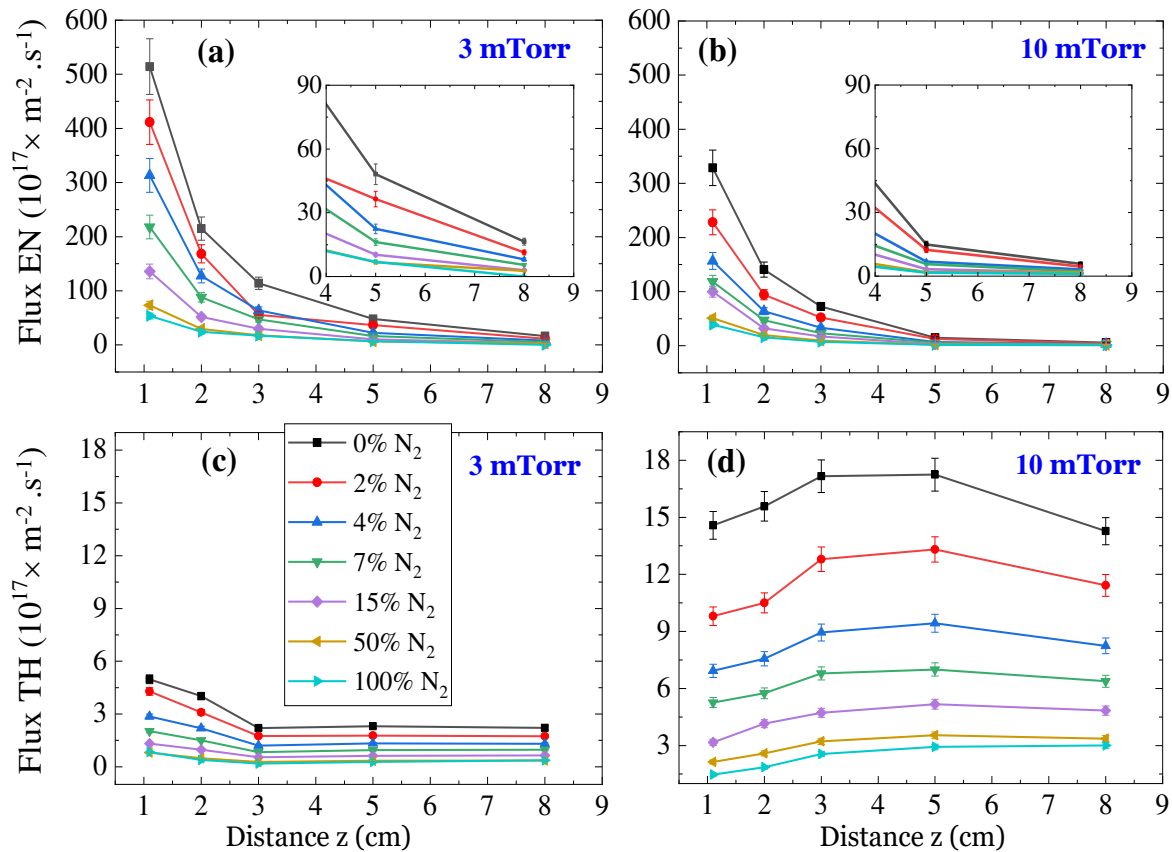 Flux EN (10¹⁷× m⁻² .s⁻¹)
600
500
400
300
200
100
0
(a)
3 mTorr
90
60
30
0
4 5 6 7 8 9
1 2 3 4 5 6 7 8 9
600
500
400
300
200
100
0
(b)
10 mTorr
90
60
30
0
4 5 6 7 8 9
1 2 3 4 5 6 7 8 9
Flux TH (10¹⁷× m⁻² .s⁻¹)
18
15
12
9
6
3
0
(c)
3 mTorr
0% N₂
2% N₂
4% N₂
7% N₂
15% N₂
50% N₂
100% N₂
1 2 3 4 5 6 7 8 9
Distance z (cm)
18
15
12
9
6
3
(d)
10 mTorr
1 2 3 4 5 6 7 8 9
Distance z (cm)